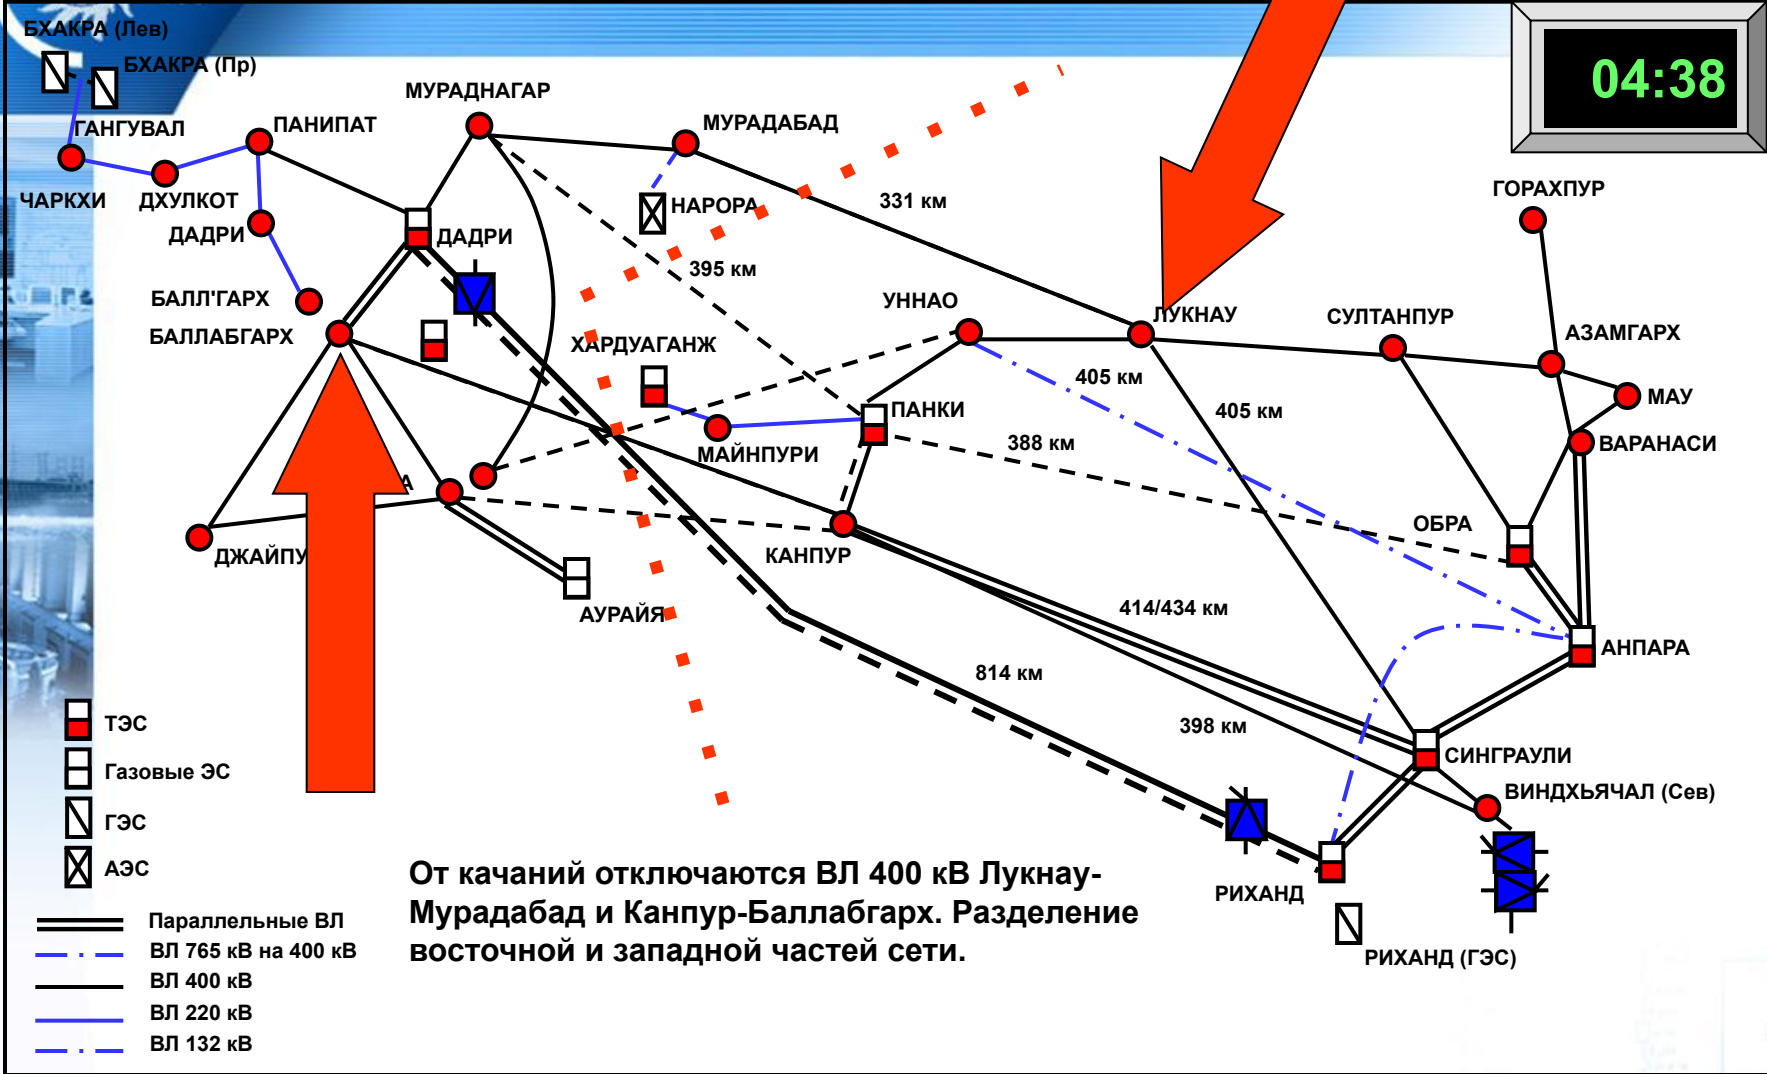 БХАКРА (Лев)
БХАКРА (Пр)
04:38
МУРАДНАГАР
ГАНГУВАЛ
ПАНИПАТ
МУРАДАБАД
ЧАРКХИ
ДХУЛКОТ
331 км
ГОРАХПУР
НАРОРА
ДАДРИ
ДАДРИ
395 км
БАЛЛ'ГАРХ
УННАО
ЛУКНАУ
СУЛТАНПУР
АЗАМГАРХ
БАЛЛАБГАРХ
ХАРДУАГАНЖ
405 км
405 км
МАУ
ПАНКИ
ВАРАНАСИ
МАЙНПУРИ
388 км
А
ОБРА
ДЖАЙПУ
КАНПУР
АУРАЙЯ
414/434 км
АНПАРА
814 км
398 км
СИНГРАУЛИ
ВИНДХЬЯЧАЛ (Сев)
РИХАНД
РИХАНД (ГЭС)
ТЭС
Газовые ЭС
ГЭС
АЭС
Параллельные ВЛ
ВЛ 765 кВ на 400 кВ
ВЛ 400 кВ
ВЛ 220 кВ
ВЛ 132 кВ
От качаний отключаются ВЛ 400 кВ Лукнау-
Мурадабад и Канпур-Баллабгарх. Разделение
восточной и западной частей сети.